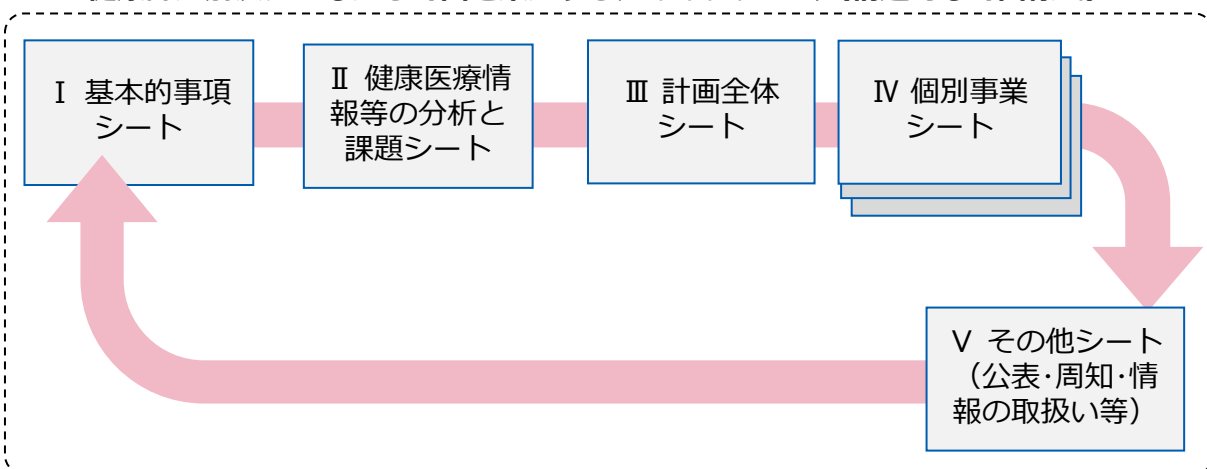 Ⅰ 基本的事項
シート
Ⅱ 健康医療情
報等の分析と
課題シート
Ⅲ 計画全体
シート
Ⅳ 個別事業
シート
Ⅴ その他シート
（公表･周知･情
報の取扱い等）